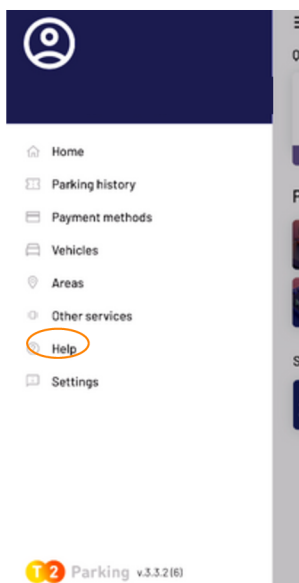 Home
Parking history
Payment methods
Vehicles
Areas
Other services
Help
Settings
T2 Parking v.3.3.2(6)